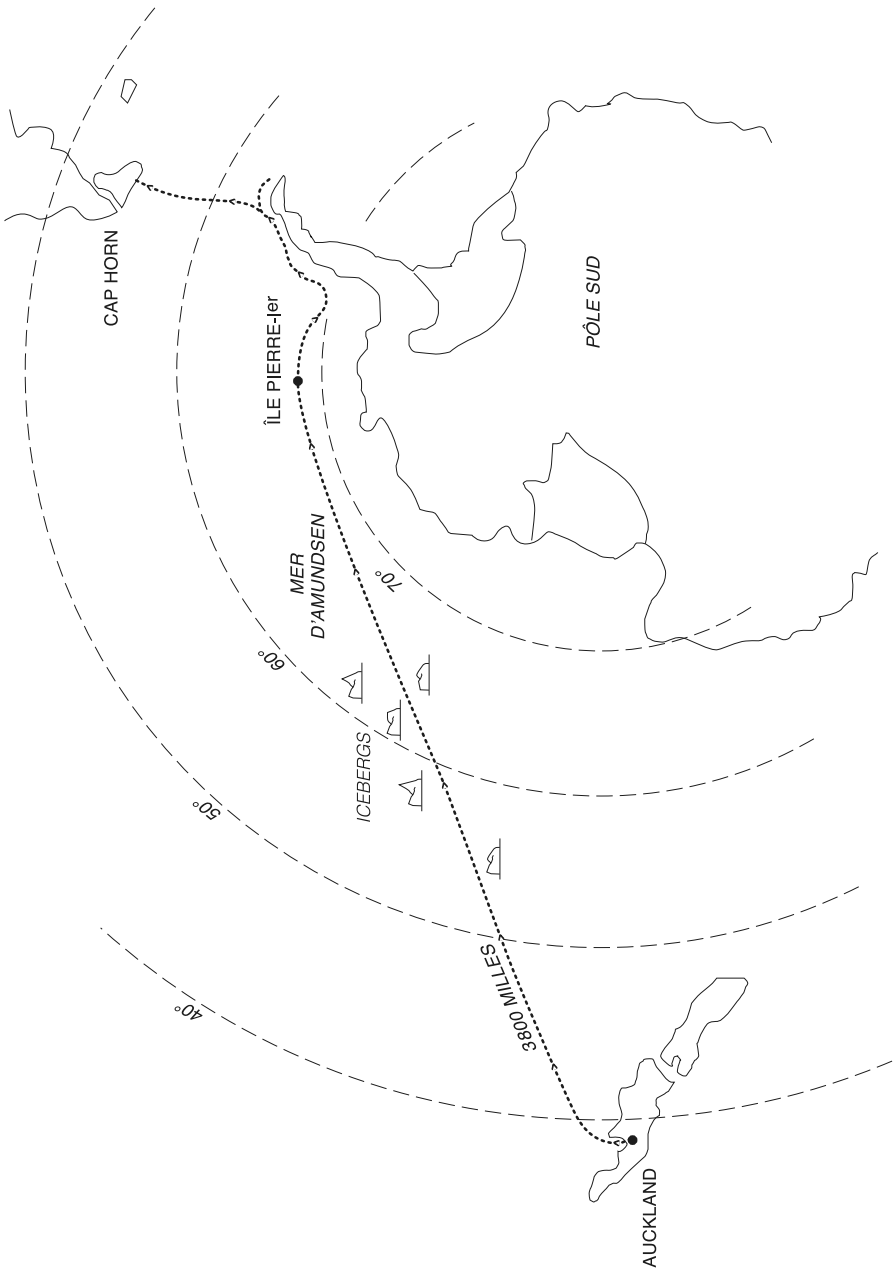 CAP HORN
ÎLE PIERRE-Ier
PÔLE SUD
MER
D'AMUNDSEN
70°
60°
ICEBERGS
50°
40°
3800 MILLES
AUCKLAND